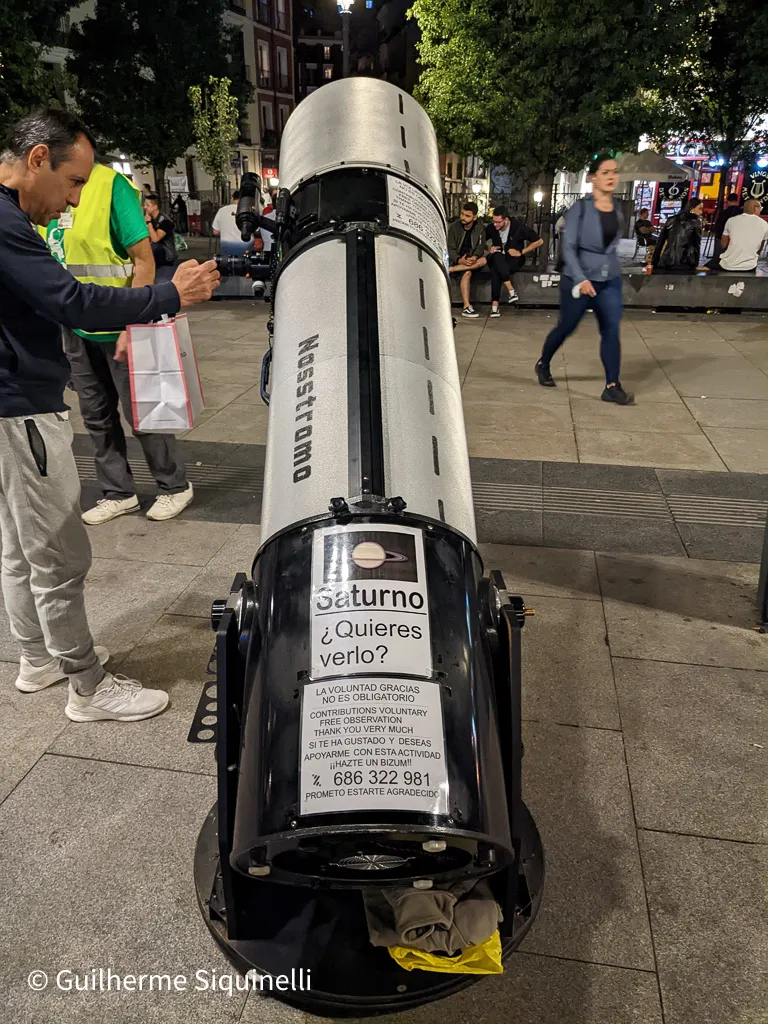 Nosstromo
Saturno
¿Quieres
verlo?
LA VOLUNTAD GRACIAS
NO ES OBLIGATORIO
CONTRIBUTIONS VOLUNTARY
FREE OBSERVATION
THANK YOU VERY MUCH
SI TE HA GUSTADO Y DESEAS
APOYARME CON ESTA ACTIVIDAD
¡¡HAZTE UN BIZUM!!
686 322 981
PROMETO ESTARTE AGRADECIDO
© Guilherme Siquinelli